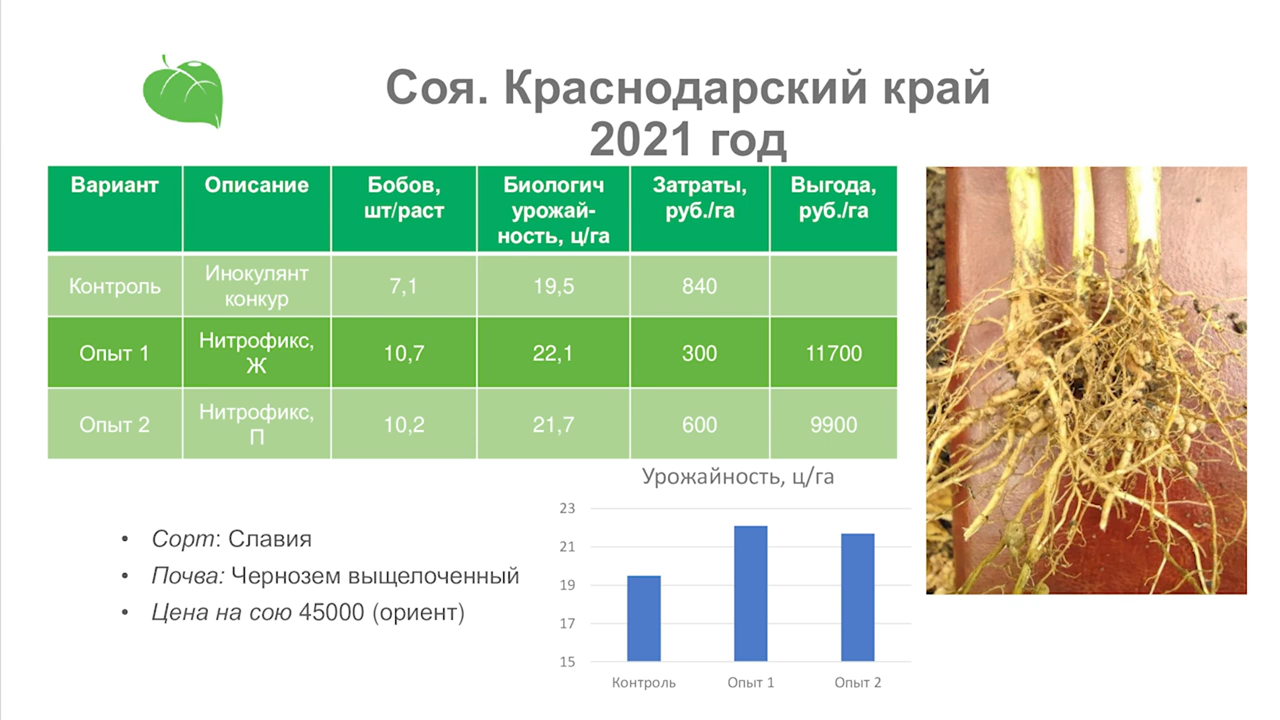 Соя. Краснодарский край
2021 год
Вариант
Описание
Бобов,
шт/раст
Биологич
урожай-
ность, ц/га
Затраты,
руб./га
Выгода,
руб./га
Контроль
Инокулянт
конкур
7,1
19,5
840
Опыт 1
Нитрофикс,
Ж
10,7
22,1
300
11700
Опыт 2
Нитрофикс,
П
10,2
21,7
600
9900
• Сорт: Славия
• Почва: Чернозем выщелоченный
• Цена на сою 45000 (ориент)
Урожайность, ц/га
23
21
19
17
15
Контроль
Опыт 1
Опыт 2